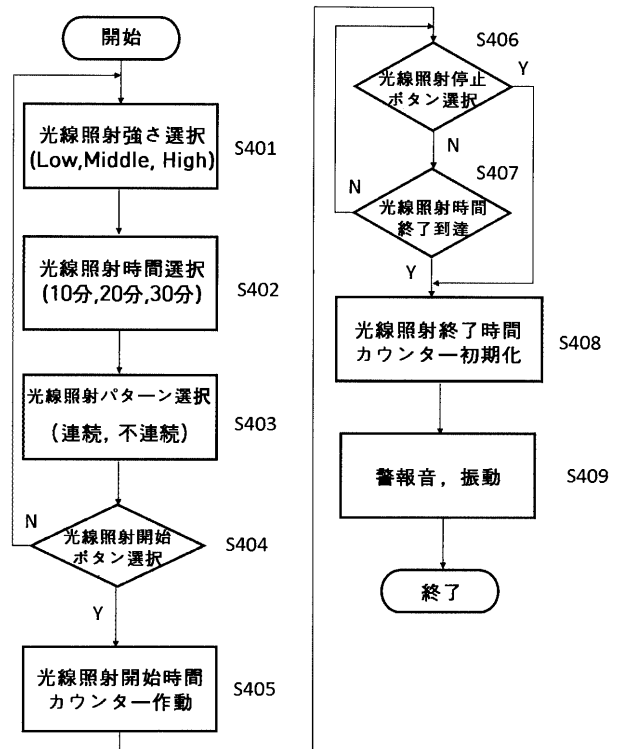 開始
光線照射強さ選択
(Low,Middle, High)
S401
光線照射時間選択
(10分,20分,30分)
S402
光線照射パターン選択
(連続, 不連続)
S403
光線照射開始
ボタン選択
S404
N
Y
光線照射開始時間
カウンター作動
S405
S406
光線照射停止
ボタン選択
Y
N
S407
光線照射時間
終了到達
N
Y
光線照射終了時間
カウンター初期化
S408
警報音, 振動
S409
終了